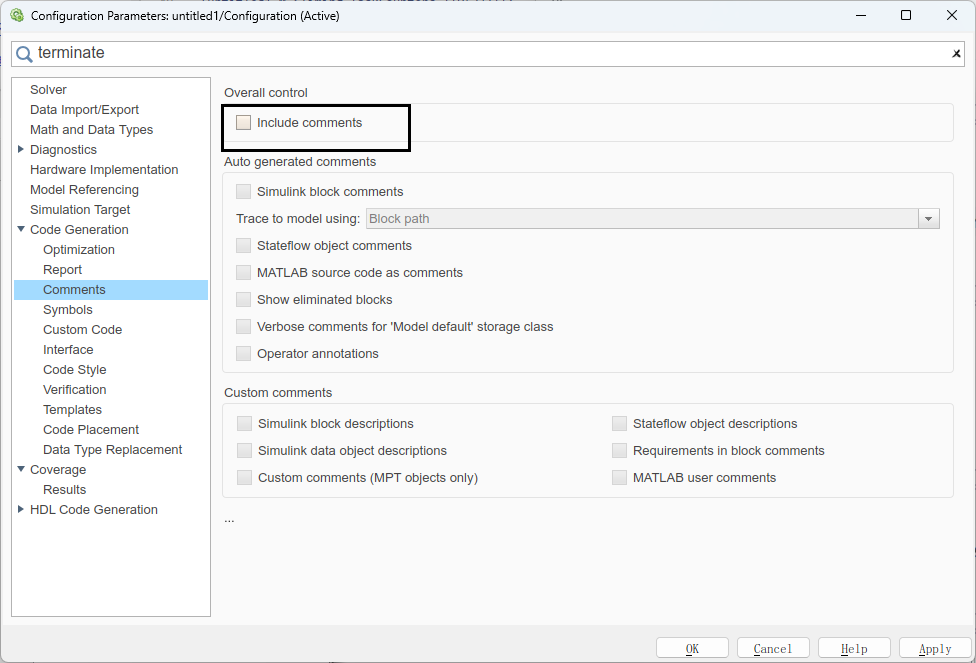 Configuration Parameters: untitled1/Configuration (Active)
terminate
Solver
Data Import/Export
Math and Data Types
Diagnostics
Hardware Implementation
Model Referencing
Simulation Target
Code Generation
Optimization
Report
Comments
Symbols
Custom Code
Interface
Code Style
Verification
Templates
Code Placement
Data Type Replacement
Coverage
Results
HDL Code Generation
Overall control
Include comments
Auto generated comments
Simulink block comments
Trace to model using: Block path
Stateflow object comments
MATLAB source code as comments
Show eliminated blocks
Verbose comments for 'Model default' storage class
Operator annotations
Custom comments
Simulink block descriptions Stateflow object descriptions
Simulink data object descriptions Requirements in block comments
Custom comments (MPT objects only) MATLAB user comments
...
OK Cancel Help Apply